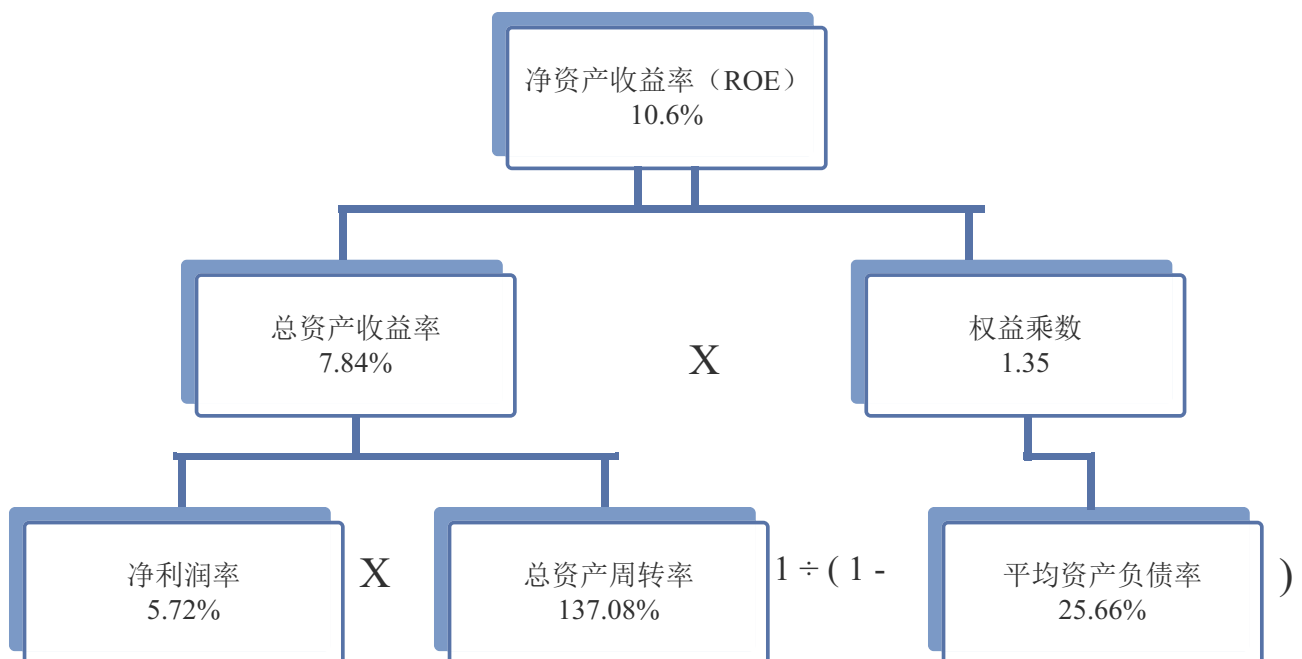 净资产收益率（ROE）
10.6%
总资产收益率
7.84%
X
权益乘数
1.35
净利润率
5.72%
X
总资产周转率
137.08%
1 ÷ ( 1 -
平均资产负债率
25.66%
)